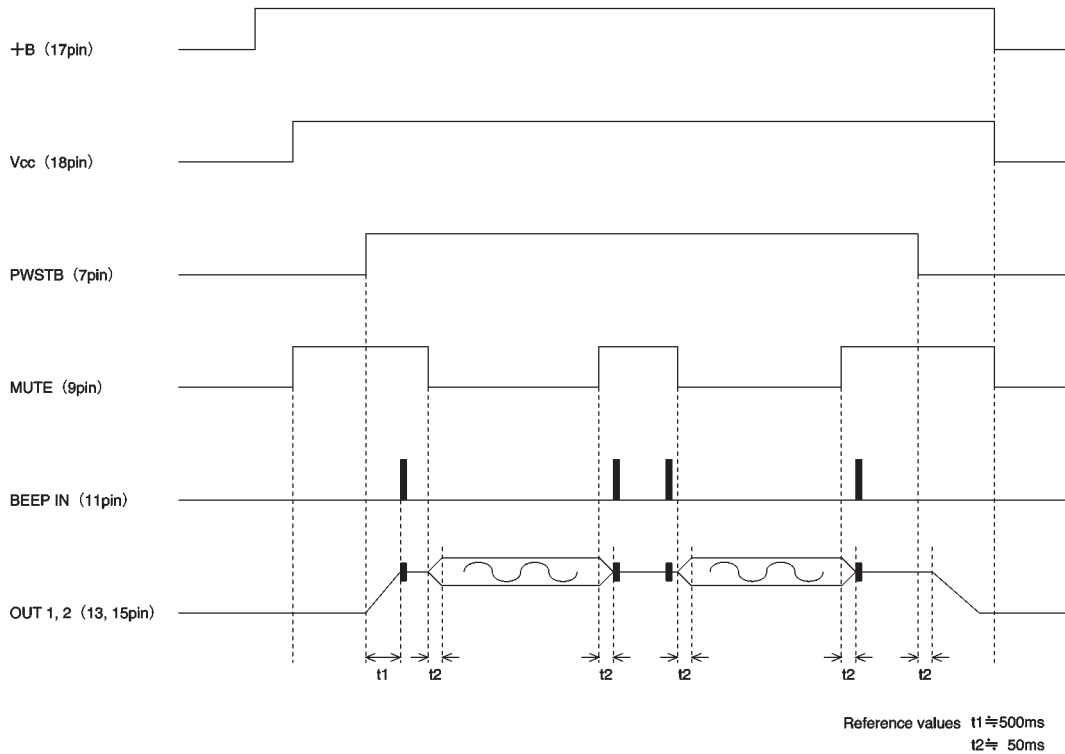 +B (17pin)
Vcc (18pin)
PWSTB (7pin)
MUTE (9pin)
BEEP IN (11pin)
OUT 1, 2 (13, 15pin)
t1 t2 t2 t2 t2 t2
Reference values t1≒500ms
t2≒ 50ms